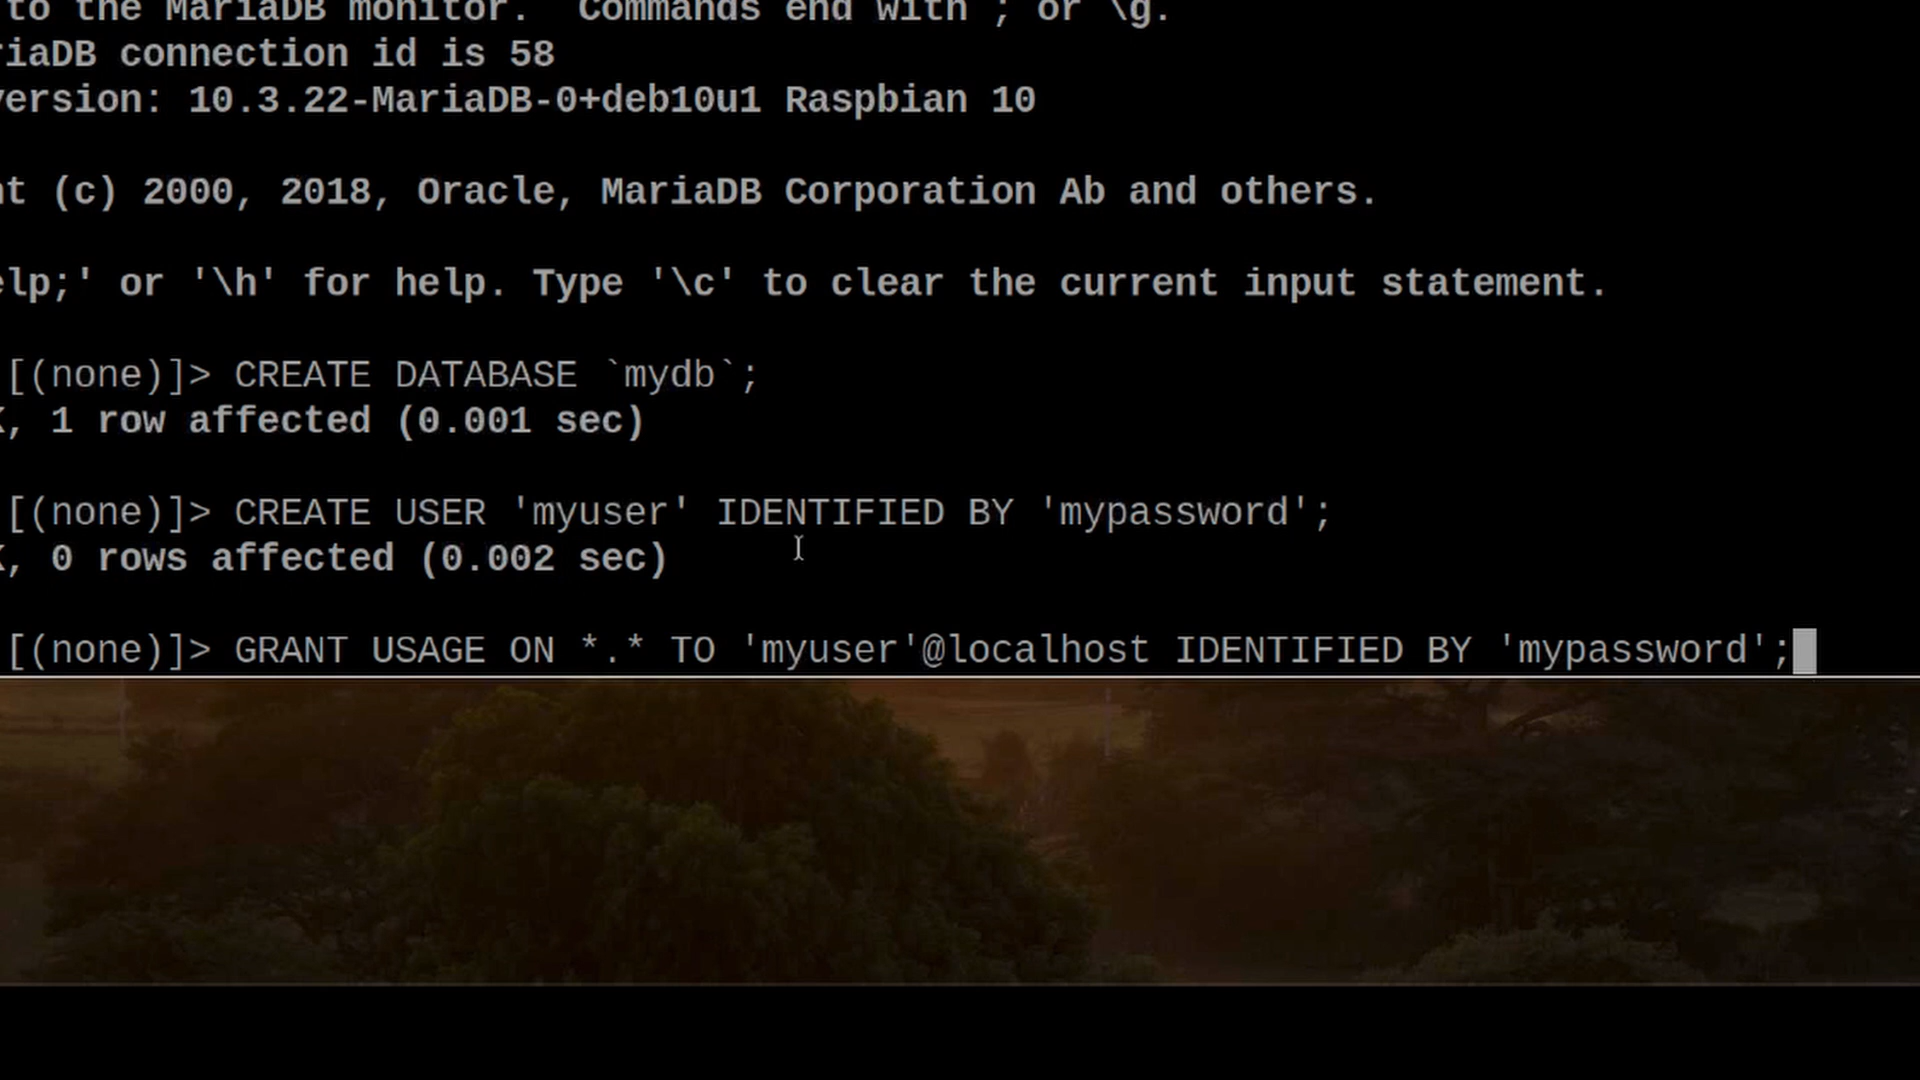 to the MariaDB monitor.  Commands end with ; or \g.
riaDB connection id is 58
version: 10.3.22-MariaDB-0+deb10u1 Raspbian 10
nt (c) 2000, 2018, Oracle, MariaDB Corporation Ab and others.
elp;' or '\h' for help. Type '\c' to clear the current input statement.
[(none)]> CREATE DATABASE `mydb`;
K, 1 row affected (0.001 sec)
[(none)]> CREATE USER 'myuser' IDENTIFIED BY 'mypassword';
K, 0 rows affected (0.002 sec)
[(none)]> GRANT USAGE ON *.* TO 'myuser'@localhost IDENTIFIED BY 'mypassword';